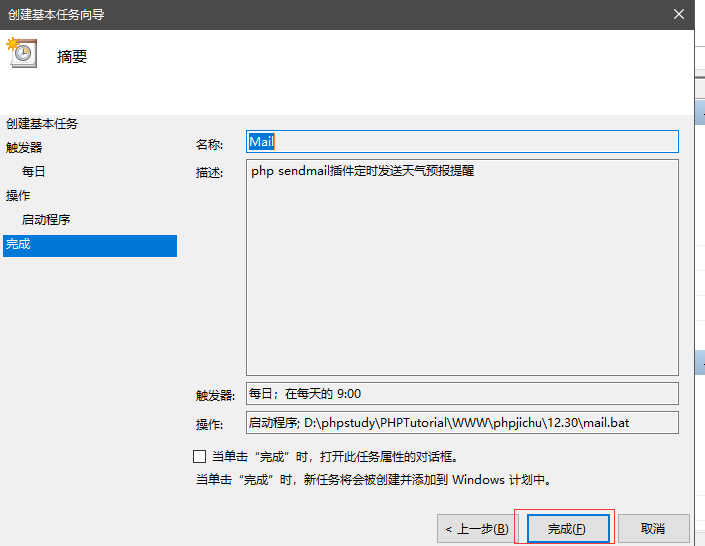 创建基本任务向导
摘要
创建基本任务
触发器
每日
操作
启动程序
完成
名称: Mail
描述: php sendmail插件定时发送天气预报提醒
触发器: 每日；在每天的 9:00
操作: 启动程序; D:\phpstudy\PHPTutorial\WWW\phpjichu\12.30\mail.bat
当单击“完成”时，打开此任务属性的对话框。
当单击“完成”时，新任务将会被创建并添加到 Windows 计划中。
< 上一步(B) 完成(F) 取消